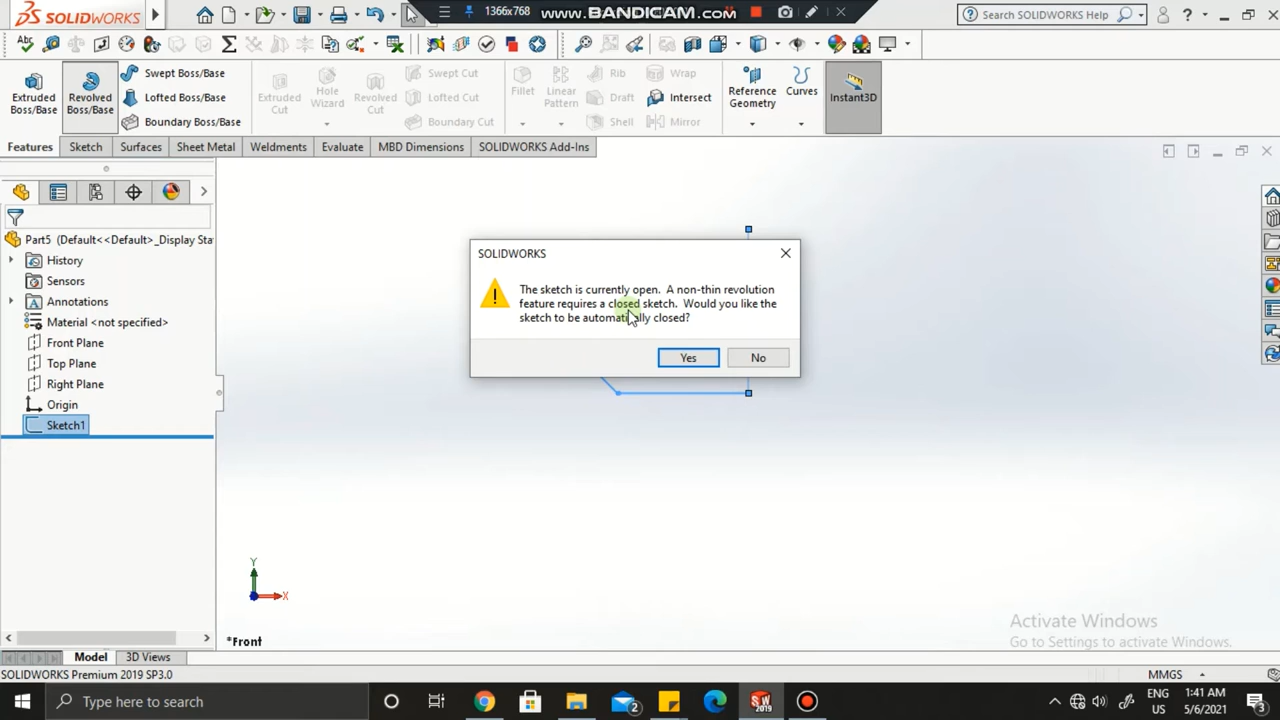 SOLIDWORKS
1366x768
www.BANDICAM.com
Search SOLIDWORKS Help
Extruded Boss/Base
Revolved Boss/Base
Swept Boss/Base
Lofted Boss/Base
Boundary Boss/Base
Extruded Cut
Hole Wizard
Revolved Cut
Swept Cut
Lofted Cut
Boundary Cut
Fillet
Linear Pattern
Rib
Draft
Shell
Wrap
Intersect
Mirror
Reference Geometry
Curves
Instant3D
Features
Sketch
Surfaces
Sheet Metal
Weldments
Evaluate
MBD Dimensions
SOLIDWORKS Add-Ins
Part5 (Default<<Default>_Display Sta
History
Sensors
Annotations
Material <not specified>
Front Plane
Top Plane
Right Plane
Origin
Sketch1
SOLIDWORKS
The sketch is currently open. A non-thin revolution
feature requires a closed sketch. Would you like the
sketch to be automatically closed?
Yes
No
Y
X
*Front
Activate Windows
Go to Settings to activate Windows.
Model
3D Views
SOLIDWORKS Premium 2019 SP3.0
MMGS
Type here to search
2
SW
2019
ENG
US
1:41 AM
5/6/2021
3